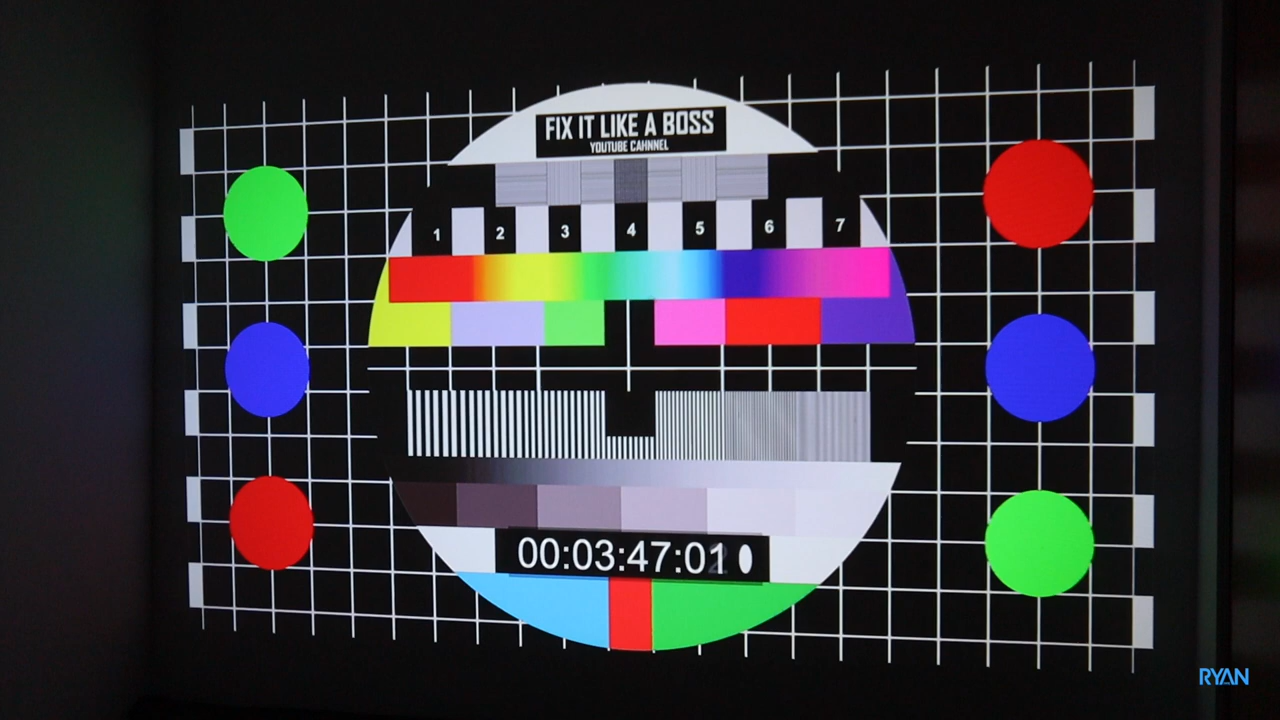 FIX IT LIKE A BOSS
YOUTUBE CAHNNEL
1 2 3 4 5 6 7
00:03:47:01
RYAN